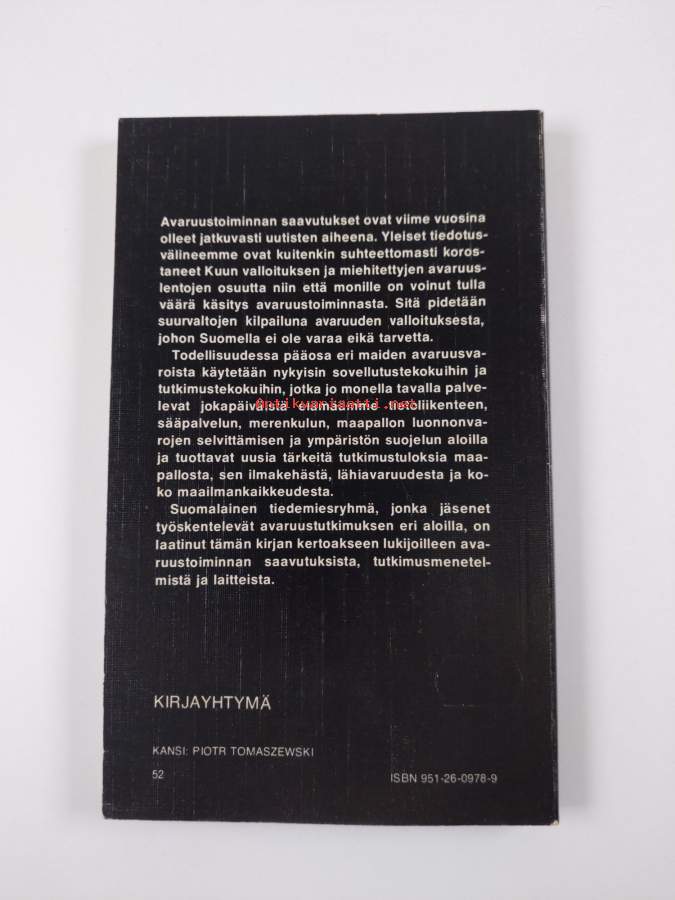 Avaruustoiminnan saavutukset ovat viime vuosina
olleet jatkuvasti uutisten aiheena. Yleiset tiedotus-
välineemme ovat kuitenkin suhteettomasti koros-
taneet Kuun valloituksen ja miehitettyjen avaruus-
lentojen osuutta niin että monille on voinut tulla
väärä käsitys avaruustoiminnasta. Sitä pidetään
suurvaltojen kilpailuna avaruuden valloituksesta,
johon Suomella ei ole varaa eikä tarvetta.
Todellisuudessa pääosa eri maiden avaruusva-
roista käytetään nykyisin sovellutustekokuihin ja
tutkimustekokuihin, jotka jo monella tavalla palve-
levat jokapäiväistä elämäämme tietoliikenteen,
Antikvariaatti.net
sääpalvelun, merenkulun, maapallon luonnonva-
rojen selvittämisen ja ympäristön suojelun aloilla
ja tuottavat uusia tärkeitä tutkimustuloksia maa-
pallosta, sen ilmakehästä, lähiavaruudesta ja ko-
ko maailmankaikkeudesta.
Suomalainen tiedemiesryhmä, jonka jäsenet
työskentelevät avaruustutkimuksen eri aloilla, on
laatinut tämän kirjan kertoakseen lukijoilleen ava-
ruustoiminnan saavutuksista, tutkimusmenetel-
mistä ja laitteista.
KIRJAYHTYMÄ
KANSI: PIOTR TOMASZEWSKI
52
ISBN 951-26-0978-9